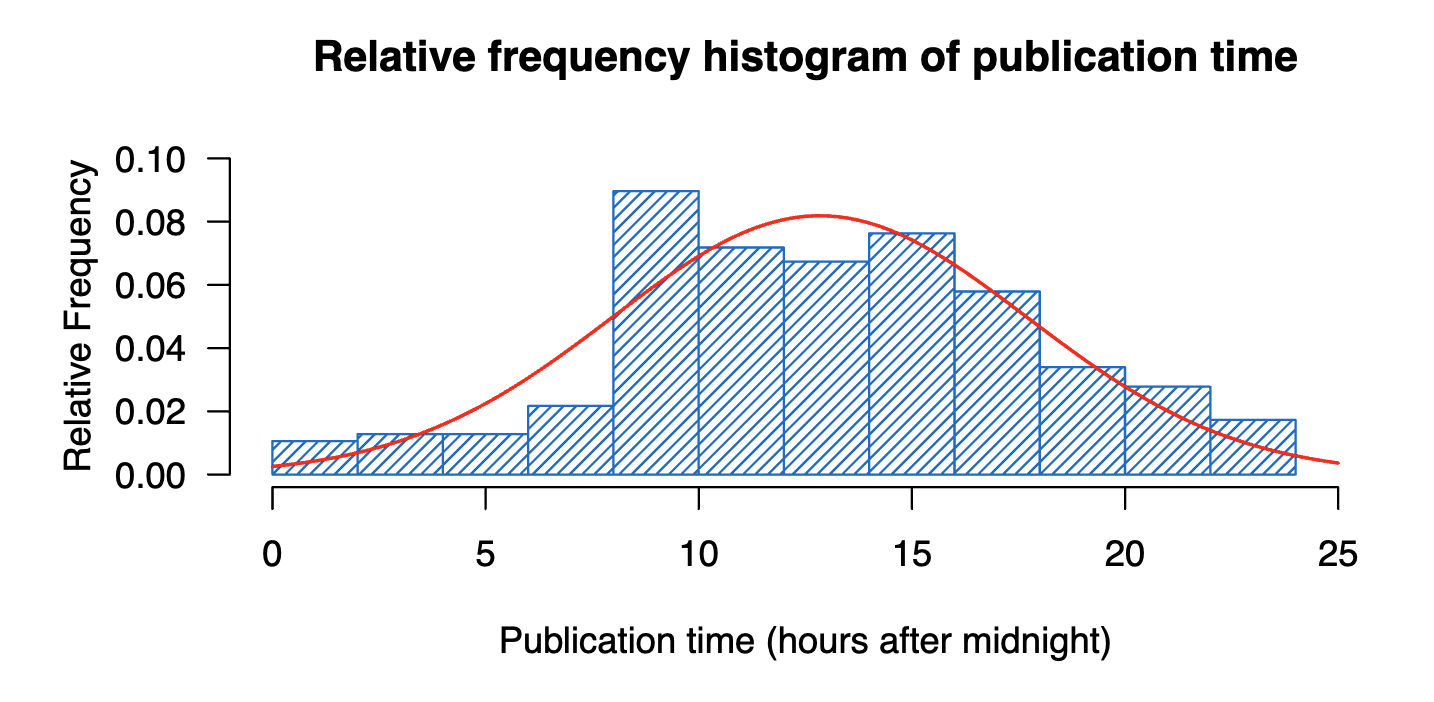 Relative frequency histogram of publication time
Relative Frequency
0.10
0.08
0.06
0.04
0.02
0.00
0 5 10 15 20 25
Publication time (hours after midnight)